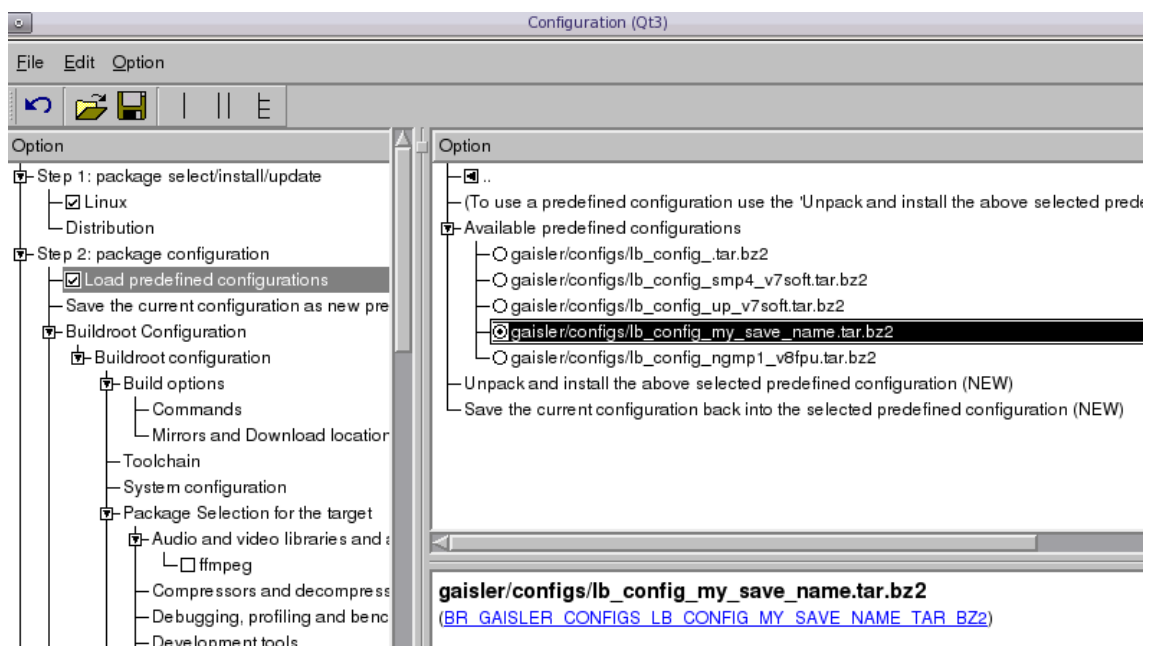 Configuration (Qt3)
File Edit Option
Option
Step 1: package select/install/update
Linux
Distribution
Step 2: package configuration
Load predefined configurations
Save the current configuration as new pre
Buildroot Configuration
Buildroot configuration
Build options
Commands
Mirrors and Download location
Toolchain
System configuration
Package Selection for the target
Audio and video libraries and a
ffmpeg
Compressors and decompress
Debugging, profiling and benc
Development tools
Option
..
(To use a predefined configuration use the 'Unpack and install the above selected prede
Available predefined configurations
gaisler/configs/lb_config_.tar.bz2
gaisler/configs/lb_config_smp4_v7soft.tar.bz2
gaisler/configs/lb_config_up_v7soft.tar.bz2
gaisler/configs/lb_config_my_save_name.tar.bz2
gaisler/configs/lb_config_ngmp1_v8fpu.tar.bz2
Unpack and install the above selected predefined configuration (NEW)
Save the current configuration back into the selected predefined configuration (NEW)
gaisler/configs/lb_config_my_save_name.tar.bz2
(BR_GAISLER_CONFIGS_LB_CONFIG_MY_SAVE_NAME_TAR_BZ2)